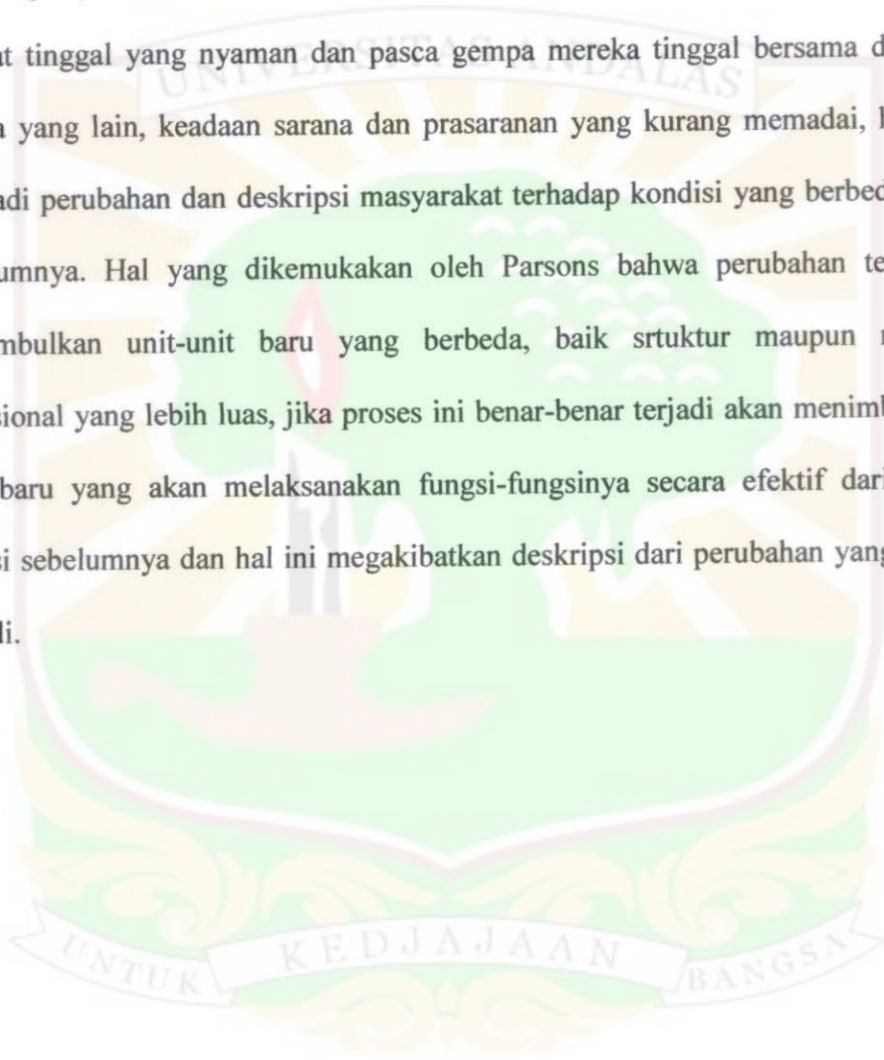 t tinggal yang nyaman dan pasca gempa mereka tinggal bersama d
yang lain, keadaan sarana dan prasaranan yang kurang memadai,
adi perubahan dan deskripsi masyarakat terhadap kondisi yang berbed
umnya. Hal yang dikemukakan oleh Parsons bahwa perubahan te
mbulkan unit-unit baru yang berbeda, baik srtuktur maupun
ional yang lebih luas, jika proses ini benar-benar terjadi akan menimb
baru yang akan melaksanakan fungsi-fungsinya secara efektif dari
i sebelumnya dan hal ini megakibatkan deskripsi dari perubahan yang
di.
UNIVERSITAS ANDALAS
UNTUK KEDJAJAAN BANGSA